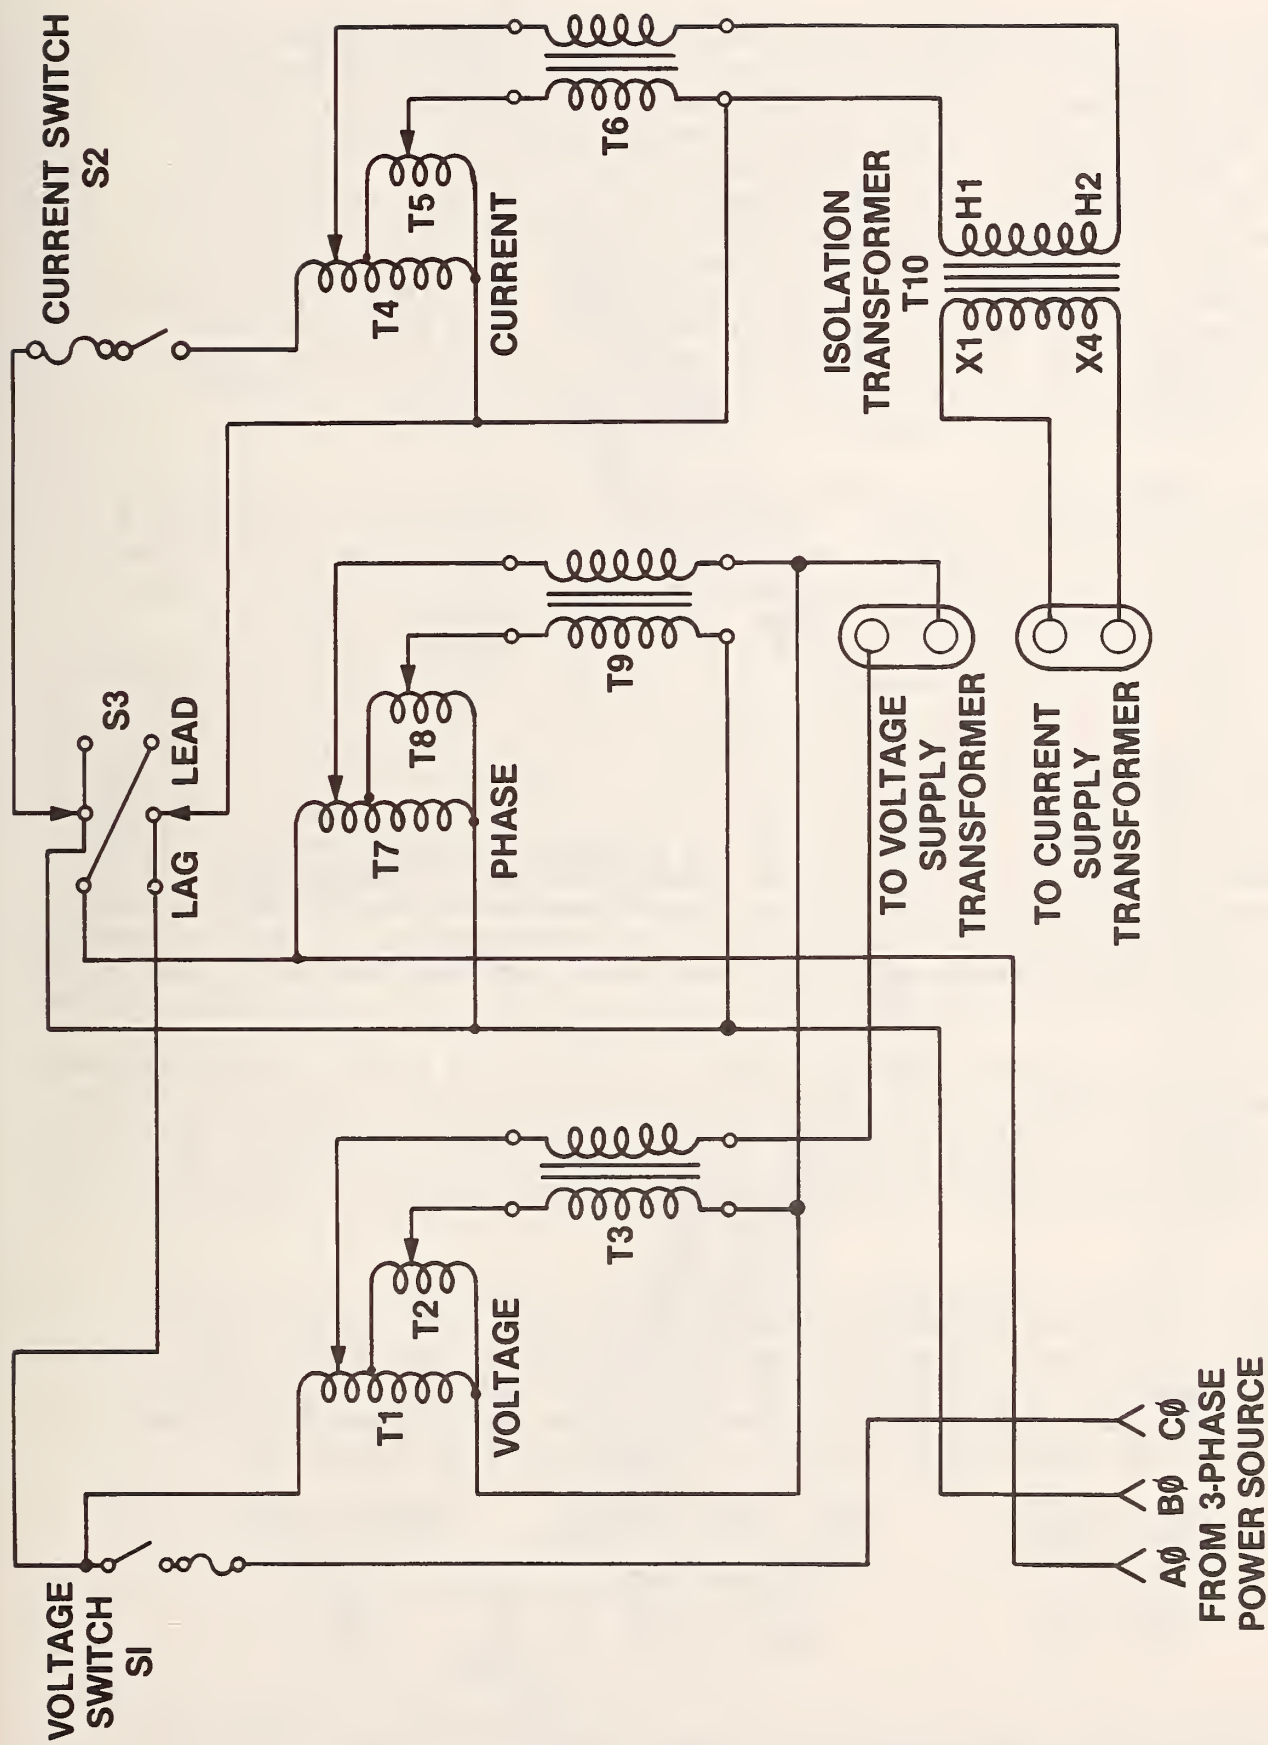 VOLTAGE
SWITCH
SI
CURRENT SWITCH
S2
S3
LAG
LEAD
T1
T2
VOLTAGE
T3
T7
T8
PHASE
T9
T4
T5
CURRENT
T6
TO VOLTAGE
SUPPLY
TRANSFORMER
TO CURRENT
SUPPLY
TRANSFORMER
ISOLATION
TRANSFORMER
T10
X1
H1
X4
H2
AØ BØ CØ
FROM 3-PHASE
POWER SOURCE